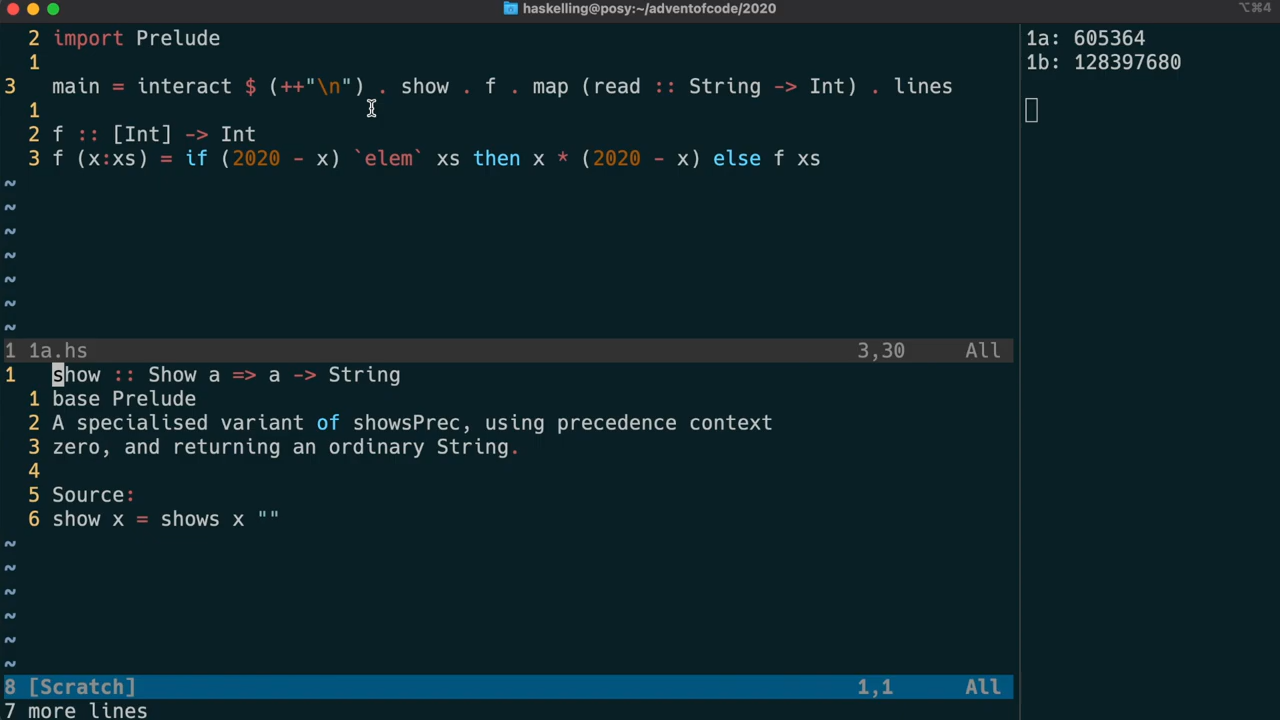 haskelling@posy:~/adventofcode/2020
⌥⌘4
2 import Prelude
1
3 main = interact $ (++"\n") . show . f . map (read :: String -> Int) . lines
1
2 f :: [Int] -> Int
3 f (x:xs) = if (2020 - x) `elem` xs then x * (2020 - x) else f xs
~
~
~
~
~
~
~
1 1a.hs 3,30 All
1 show :: Show a => a -> String
1 base Prelude
2 A specialised variant of showsPrec, using precedence context
3 zero, and returning an ordinary String.
4
5 Source:
6 show x = shows x ""
~
~
~
~
~
~
8 [Scratch] 1,1 All
7 more lines
1a: 605364
1b: 128397680